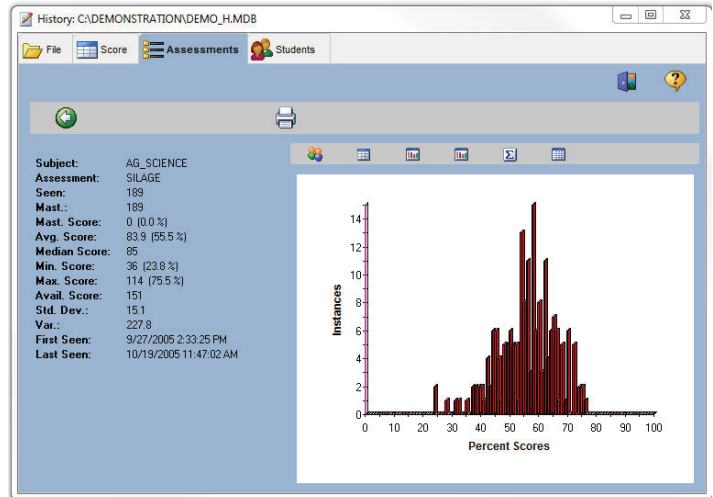 History: C:\DEMONSTRATION\DEMO_H.MDB
File Score Assessments Students
Subject: AG_SCIENCE
Assessment: SILAGE
Seen: 189
Mast.: 189
Mast. Score: 0 (0.0 %)
Avg. Score: 83.9 (55.5 %)
Median Score: 85
Min. Score: 36 (23.8 %)
Max. Score: 114 (75.5 %)
Avail. Score: 151
Std. Dev.: 15.1
Var.: 227.8
First Seen: 9/27/2005 2:33:25 PM
Last Seen: 10/19/2005 11:47:02 AM
Instances
14
12
10
8
6
4
2
0
0 10 20 30 40 50 60 70 80 90 100
Percent Scores